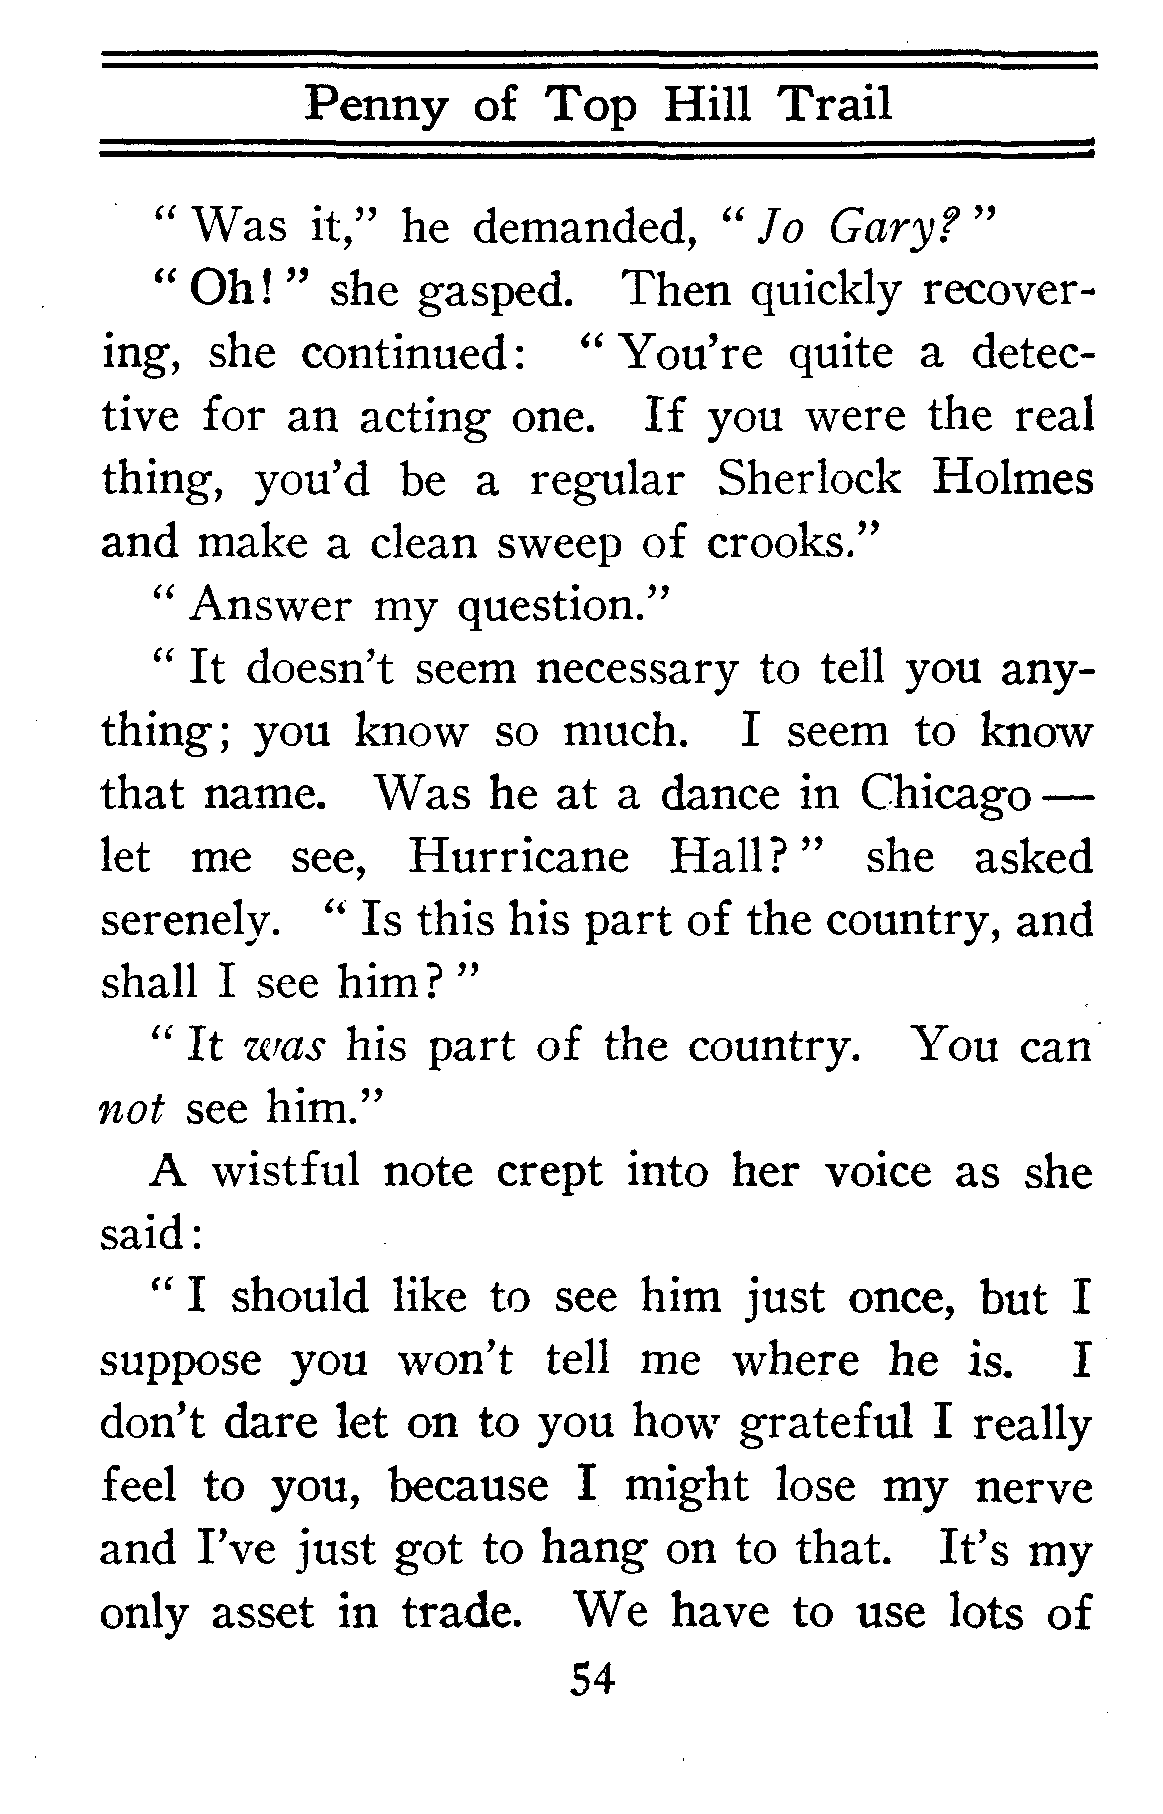 Penny of Top Hill Trail
“ Was it,” he demanded, “ Jo Gary? ”
“ Oh! ” she gasped. Then quickly recover-
ing, she continued: “ You’re quite a detec-
tive for an acting one. If you were the real
thing, you’d be a regular Sherlock Holmes
and make a clean sweep of crooks.”
“ Answer my question.”
“ It doesn’t seem necessary to tell you any-
thing; you know so much. I seem to know
that name. Was he at a dance in Chicago —
let me see, Hurricane Hall? ” she asked
serenely. “ Is this his part of the country, and
shall I see him? ”
“ It was his part of the country. You can
not see him.”
A wistful note crept into her voice as she
said:
“ I should like to see him just once, but I
suppose you won’t tell me where he is. I
don’t dare let on to you how grateful I really
feel to you, because I might lose my nerve
and I’ve just got to hang on to that. It’s my
only asset in trade. We have to use lots of
54